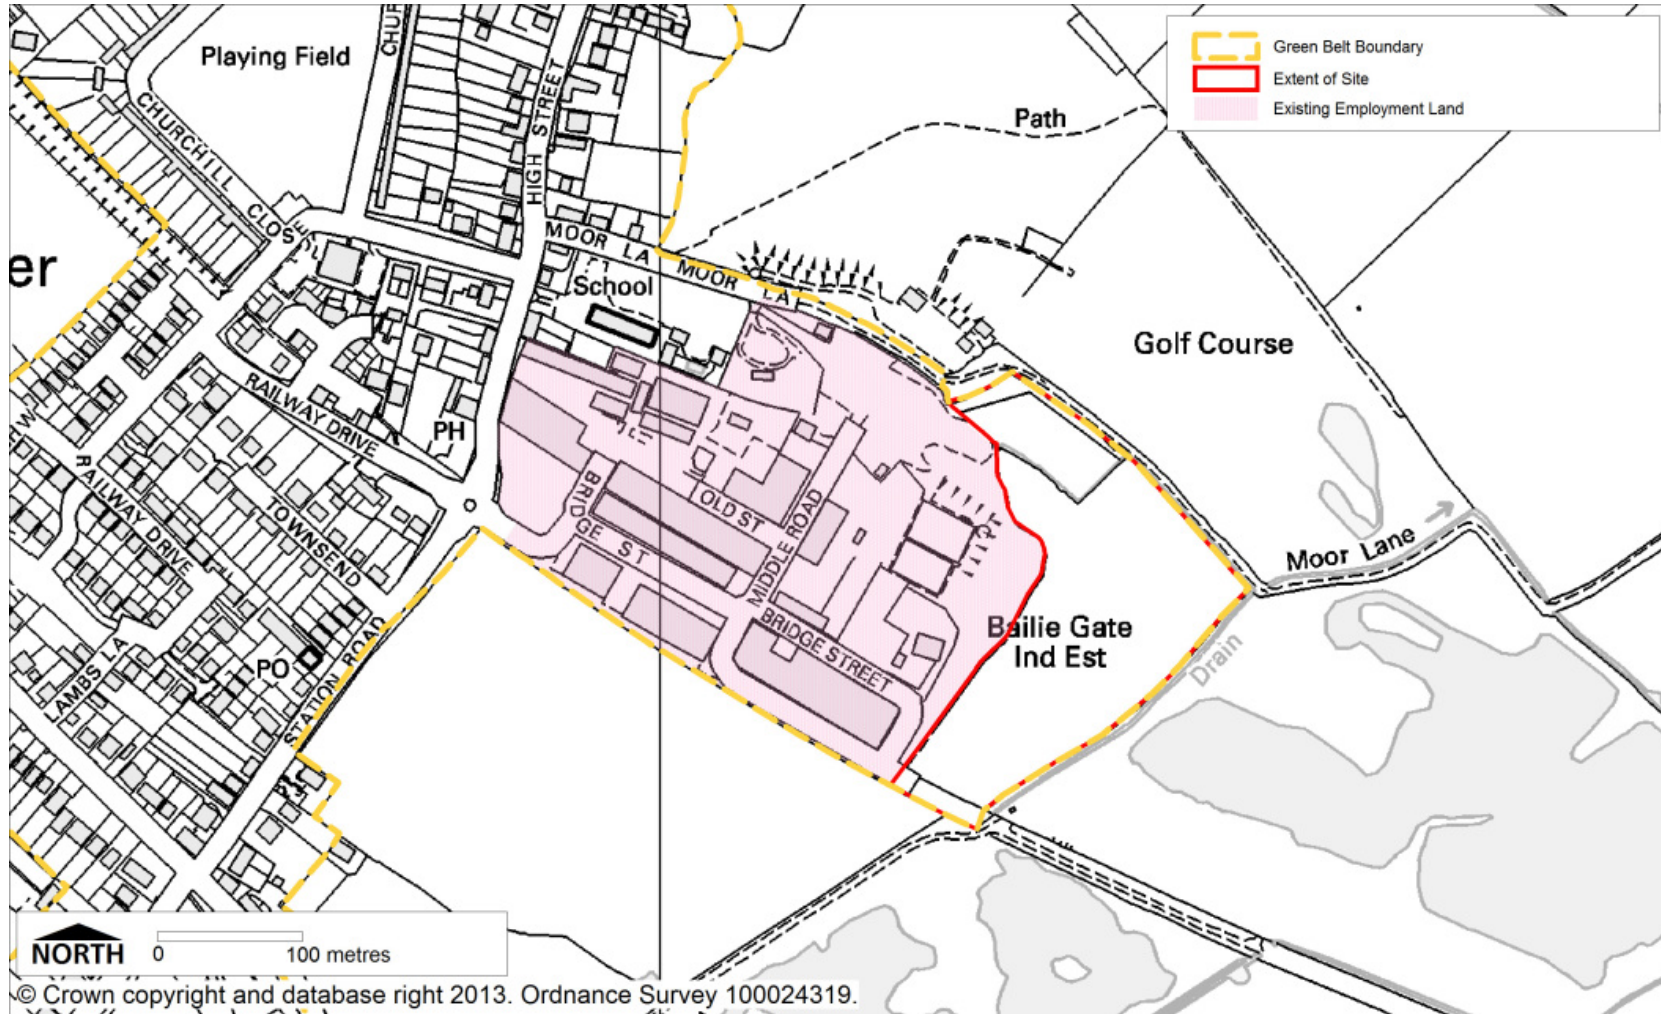 Green Belt Boundary
Extent of Site
Existing Employment Land
Playing Field
CHURCHILL
CLOSE
CHU
HIGH STREET
Path
er
MOOR LA
MOOR LA
School
Golf Course
RAILWAY DRIVE
PH
RAILWAY DRIVE
TOWNSEND
BRIDGE ST
OLD ST
MIDDLE ROAD
BRIDGE STREET
Moor Lane
Bailie Gate
Ind Est
Drain
PO
LAMBS LA
STATION ROAD
NORTH
0
100 metres
© Crown copyright and database right 2013. Ordnance Survey 100024319.